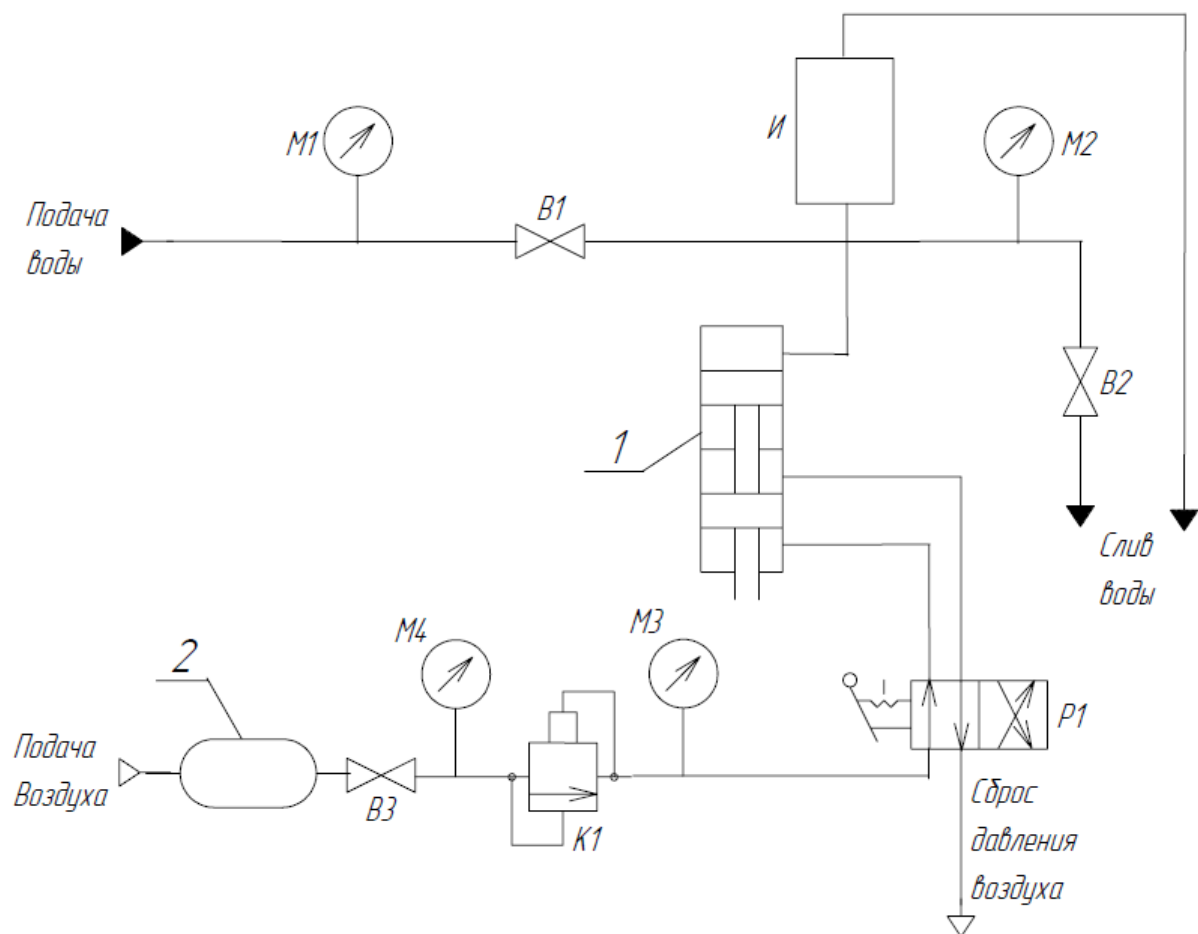 И
М1
М2
Подача
воды
В1
В2
1
Слив
воды
М4
М3
2
Р1
Подача
Воздуха
В3
К1
Сброс
давления
воздуха